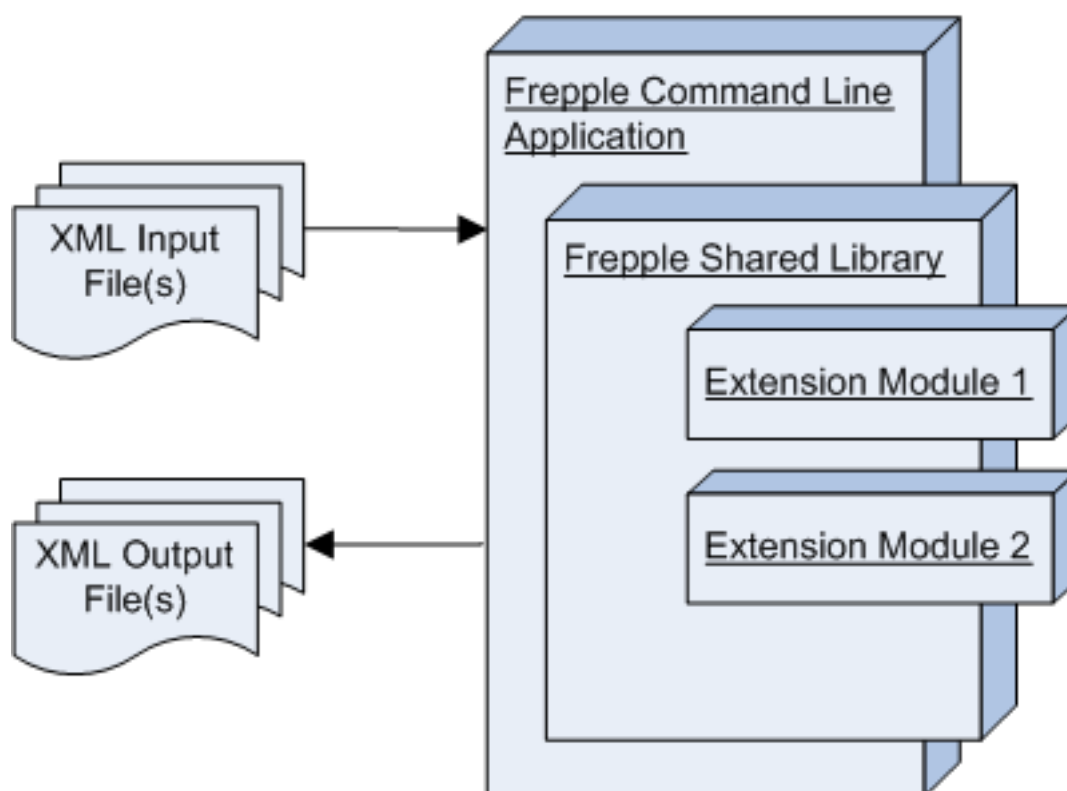 Frepple Command Line
Application
XML Input
File(s)
Frepple Shared Library
Extension Module 1
XML Output
File(s)
Extension Module 2